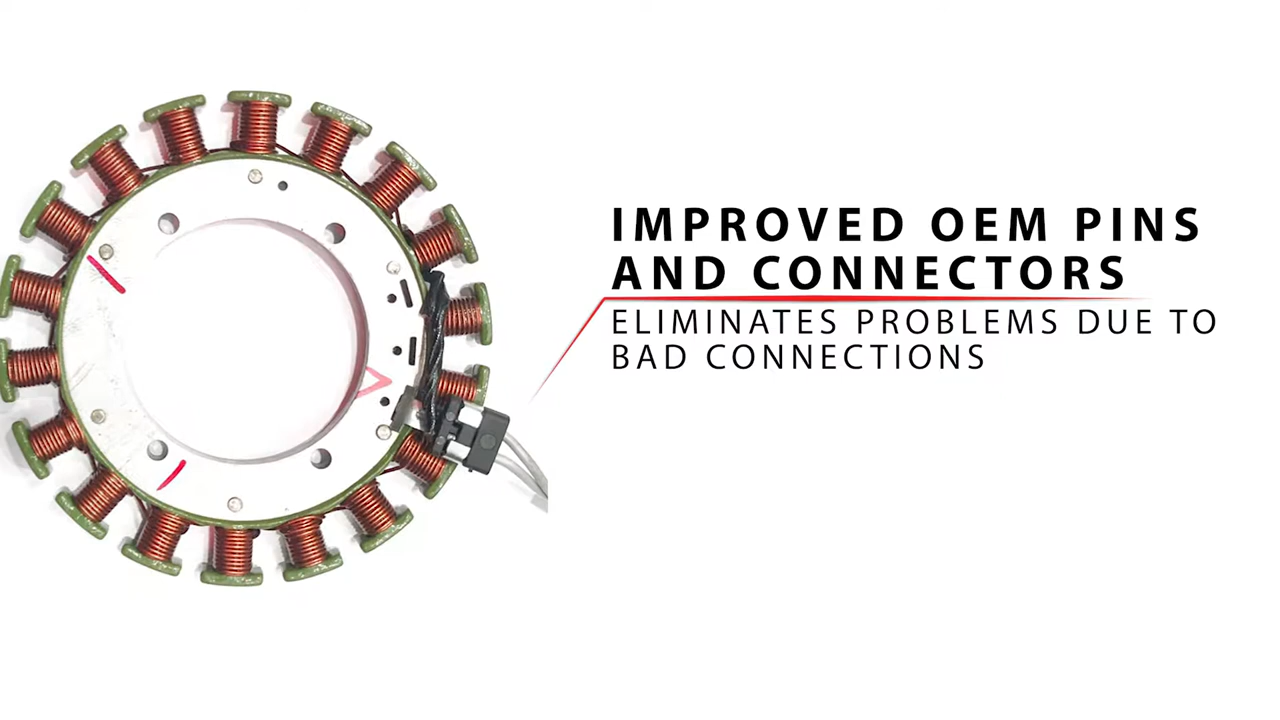 IMPROVED OEM PINS
AND CONNECTORS
ELIMINATES PROBLEMS DUE TO
BAD CONNECTIONS